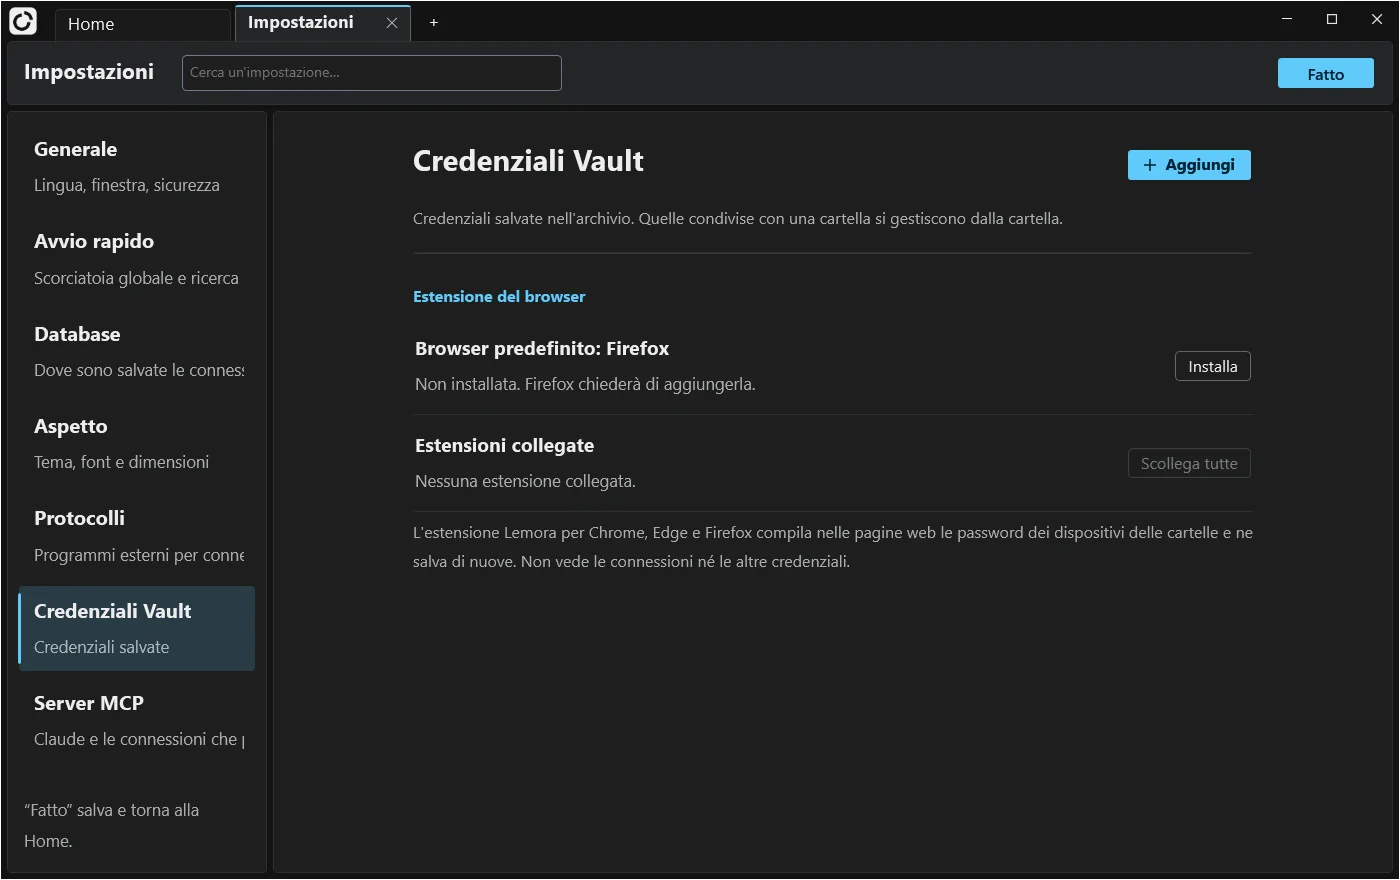 Home
Impostazioni
Impostazioni
Cerca un'impostazione...
Fatto
Generale
Lingua, finestra, sicurezza
Avvio rapido
Scorciatoia globale e ricerca
Database
Dove sono salvate le conness
Aspetto
Tema, font e dimensioni
Protocolli
Programmi esterni per conne
Credenziali Vault
Credenziali salvate
Server MCP
Claude e le connessioni che p
“Fatto” salva e torna alla
Home.
Credenziali Vault
+ Aggiungi
Credenziali salvate nell'archivio. Quelle condivise con una cartella si gestiscono dalla cartella.
Estensione del browser
Browser predefinito: Firefox
Non installata. Firefox chiederà di aggiungerla.
Installa
Estensioni collegate
Nessuna estensione collegata.
Scollega tutte
L'estensione Lemora per Chrome, Edge e Firefox compila nelle pagine web le password dei dispositivi delle cartelle e ne
salva di nuove. Non vede le connessioni né le altre credenziali.